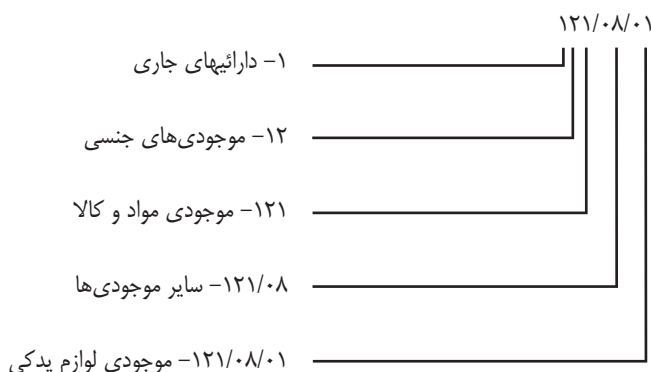 ۱۲۱/۰۸/۰۱
۱– دارائیهای جاری
۱۲– موجودی‌های جنسی
۱۲۱– موجودی مواد و کالا
۱۲۱/۰۸– سایر موجودی‌ها
۱۲۱/۰۸/۰۱– موجودی لوازم یدکی